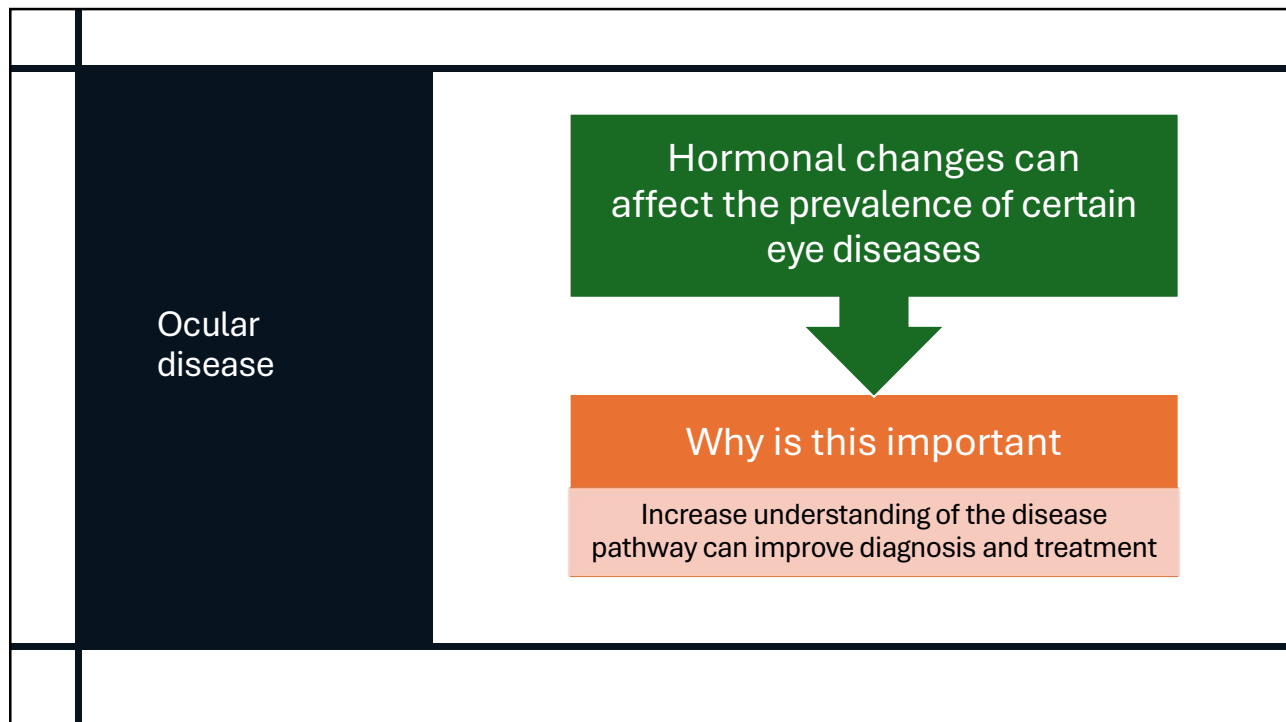 Ocular
disease
Hormonal changes can
affect the prevalence of certain
eye diseases
Why is this important
Increase understanding of the disease
pathway can improve diagnosis and treatment